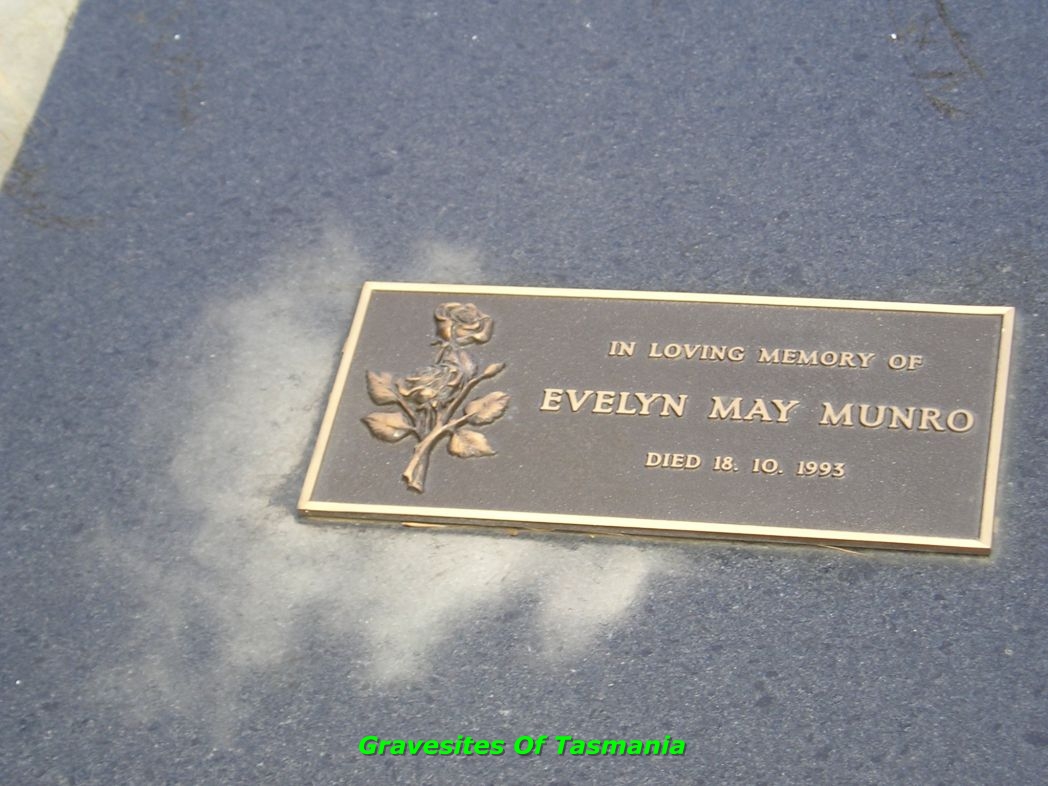 IN LOVING MEMORY OF
EVELYN MAY MUNRO
DIED 18. 10. 1993
Gravesites Of Tasmania